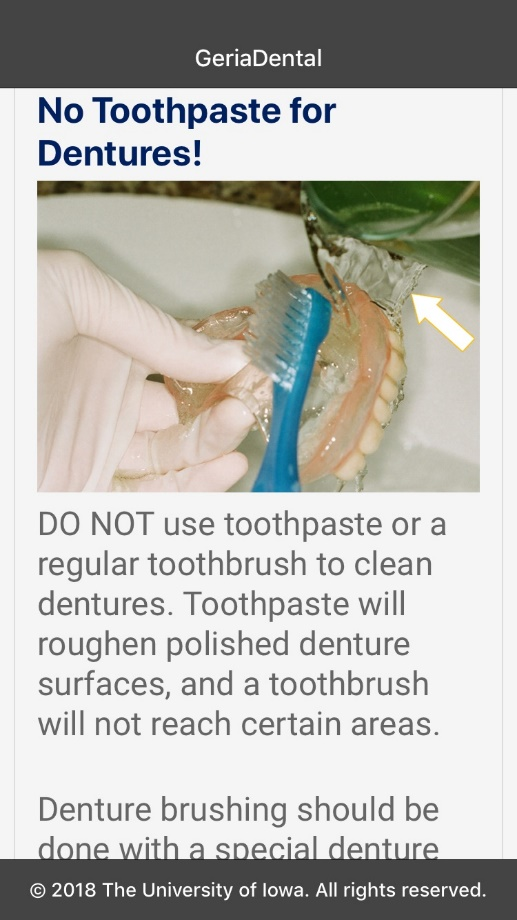 GeriaDental
No Toothpaste for
Dentures!
DO NOT use toothpaste or a
regular toothbrush to clean
dentures. Toothpaste will
roughen polished denture
surfaces, and a toothbrush
will not reach certain areas.
Denture brushing should be
done with a special denture
© 2018 The University of Iowa. All rights reserved.